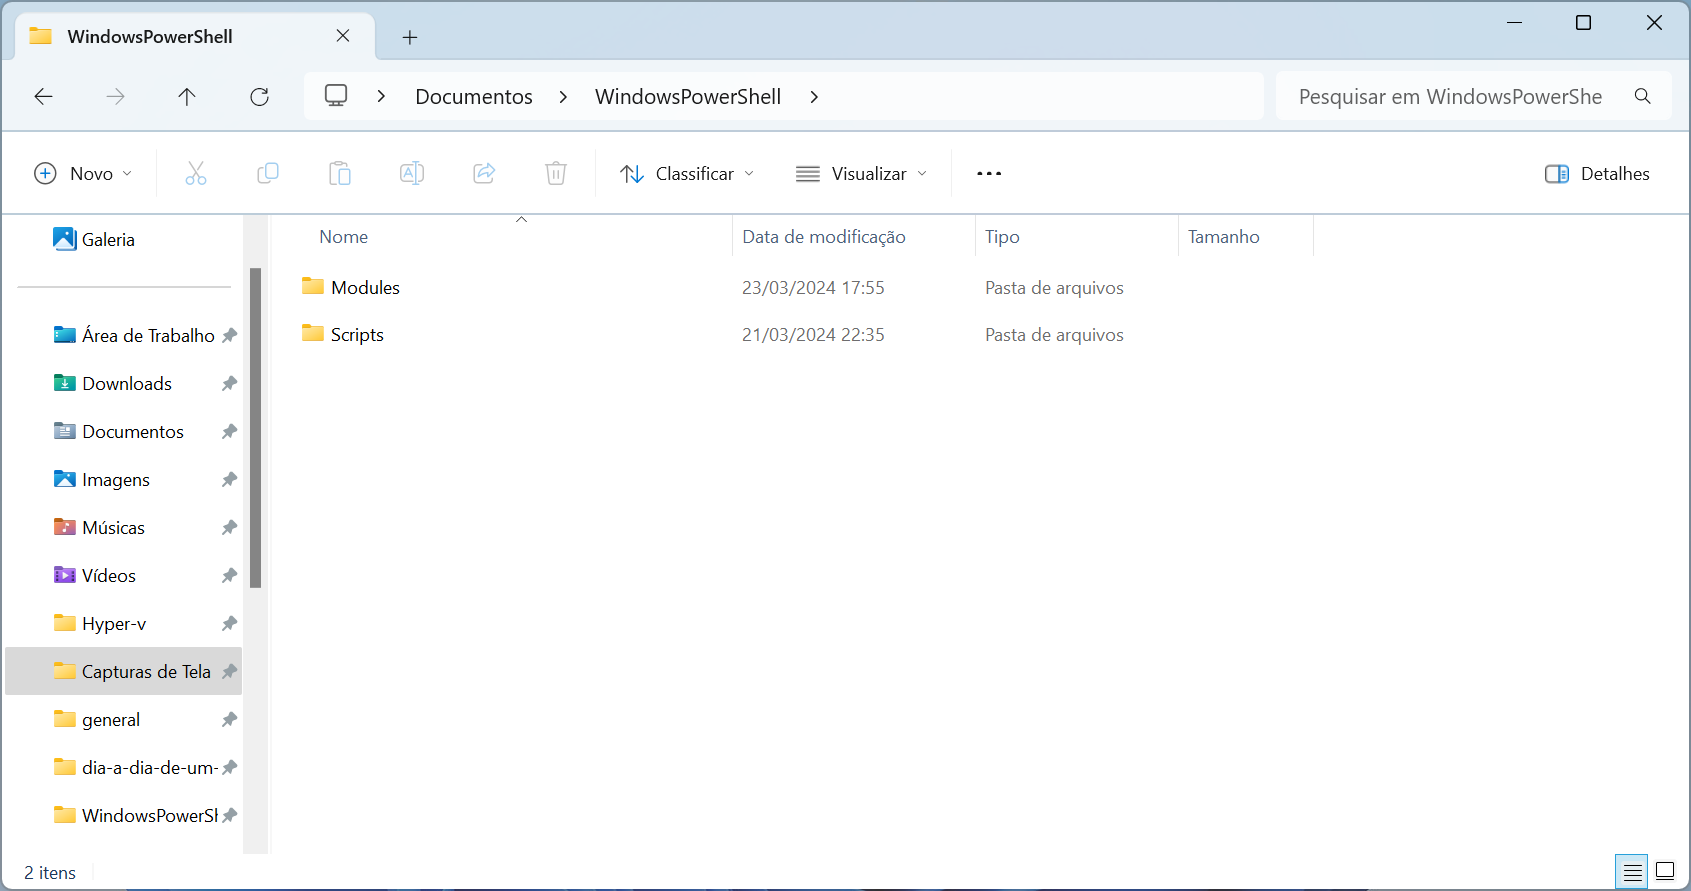 WindowsPowerShell
Documentos WindowsPowerShell
Pesquisar em WindowsPowerShe
Novo
Classificar
Visualizar
Detalhes
Galeria
Área de Trabalho
Downloads
Documentos
Imagens
Músicas
Vídeos
Hyper-v
Capturas de Tela
general
dia-a-dia-de-um-
WindowsPowerSh
Nome Data de modificação Tipo Tamanho
Modules 23/03/2024 17:55 Pasta de arquivos
Scripts 21/03/2024 22:35 Pasta de arquivos
2 itens